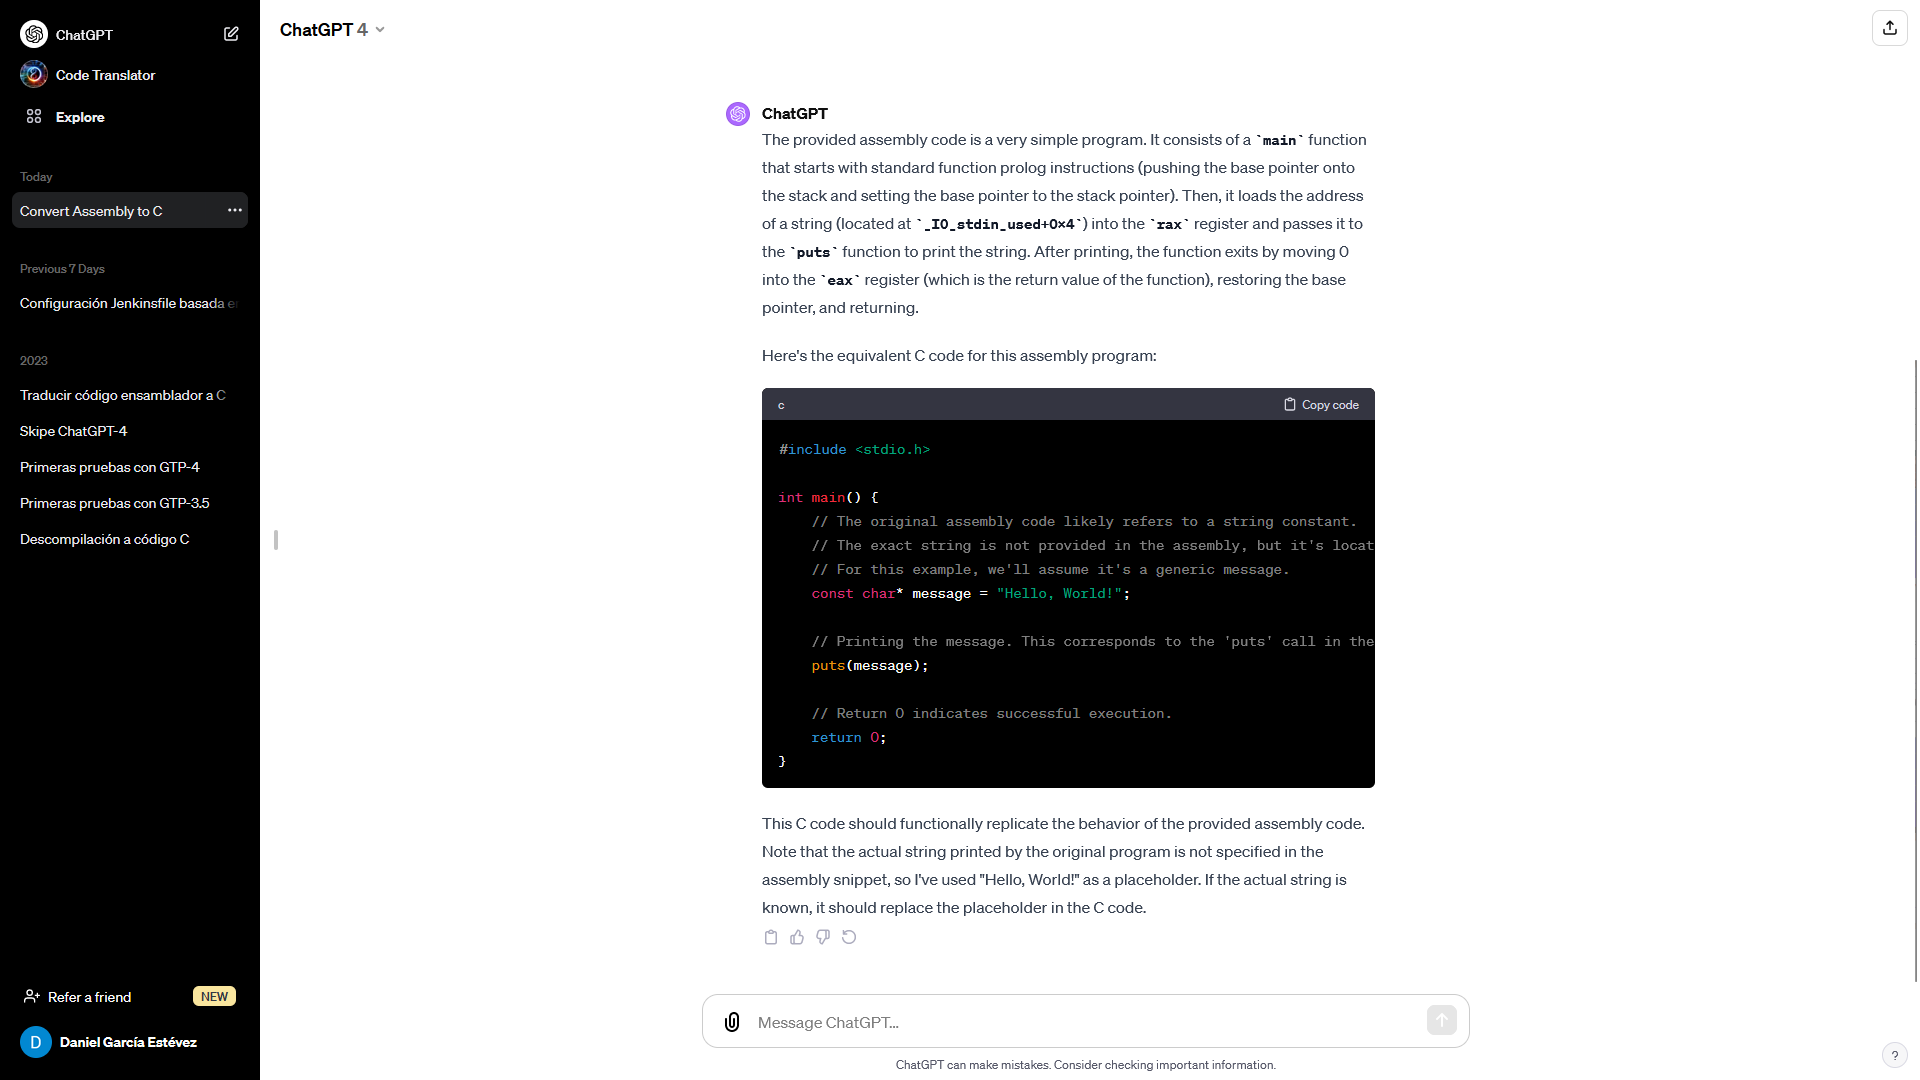 ChatGPT
Code Translator
Explore
Today
Convert Assembly to C
Previous 7 Days
Configuración Jenkinsfile basada e
2023
Traducir código ensamblador a C
Skipe ChatGPT-4
Primeras pruebas con GTP-4
Primeras pruebas con GTP-3.5
Descompilación a código C
Refer a friend
NEW
D
Daniel García Estévez
ChatGPT 4
ChatGPT
The provided assembly code is a very simple program. It consists of a `main` function
that starts with standard function prolog instructions (pushing the base pointer onto
the stack and setting the base pointer to the stack pointer). Then, it loads the address
of a string (located at `_IO_stdin_used+0x4`) into the `rax` register and passes it to
the `puts` function to print the string. After printing, the function exits by moving 0
into the `eax` register (which is the return value of the function), restoring the base
pointer, and returning.
Here's the equivalent C code for this assembly program:
c
Copy code
#include <stdio.h>
int main() {
// The original assembly code likely refers to a string constant.
// The exact string is not provided in the assembly, but it's locat
// For this example, we'll assume it's a generic message.
const char* message = "Hello, World!";
// Printing the message. This corresponds to the 'puts' call in the
puts(message);
// Return 0 indicates successful execution.
return 0;
}
This C code should functionally replicate the behavior of the provided assembly code.
Note that the actual string printed by the original program is not specified in the
assembly snippet, so I've used "Hello, World!" as a placeholder. If the actual string is
known, it should replace the placeholder in the C code.
Message ChatGPT...
ChatGPT can make mistakes. Consider checking important information.
?